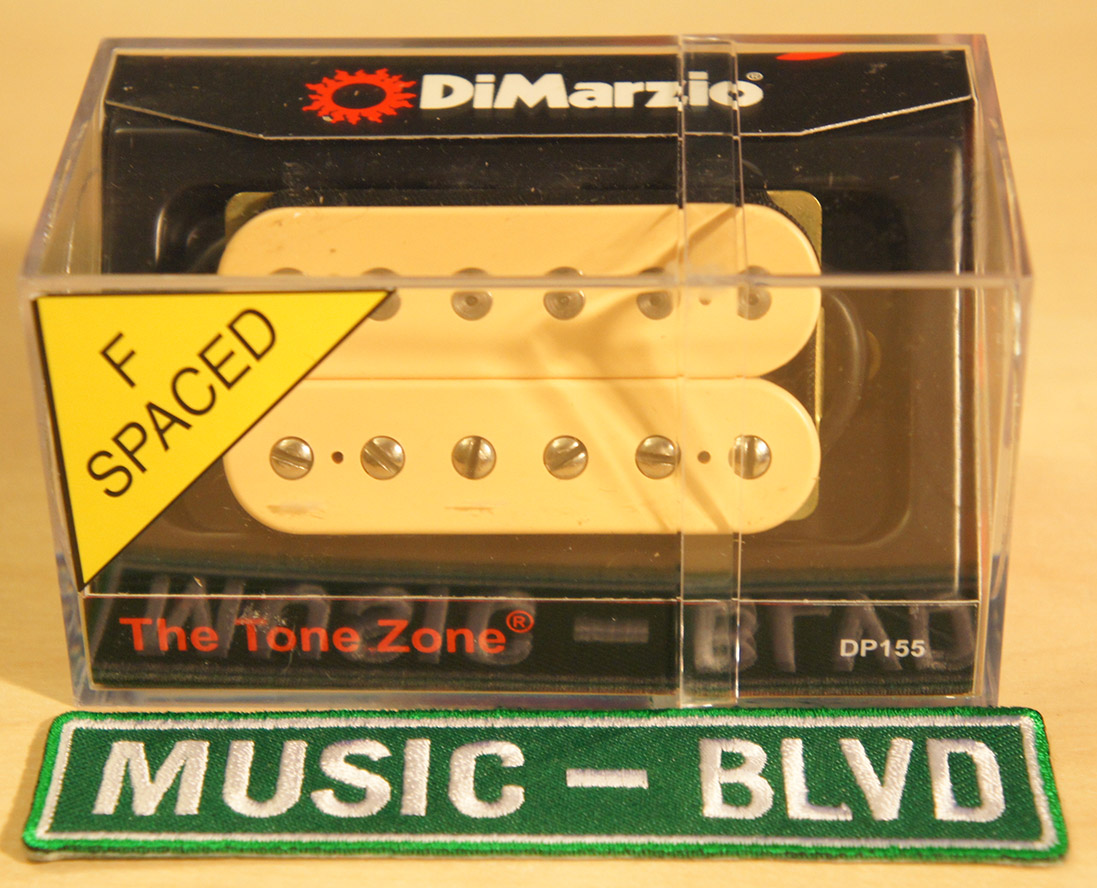 DiMarzio®
F
SPACED
The Tone Zone®
DP155
MUSIC - BLVD